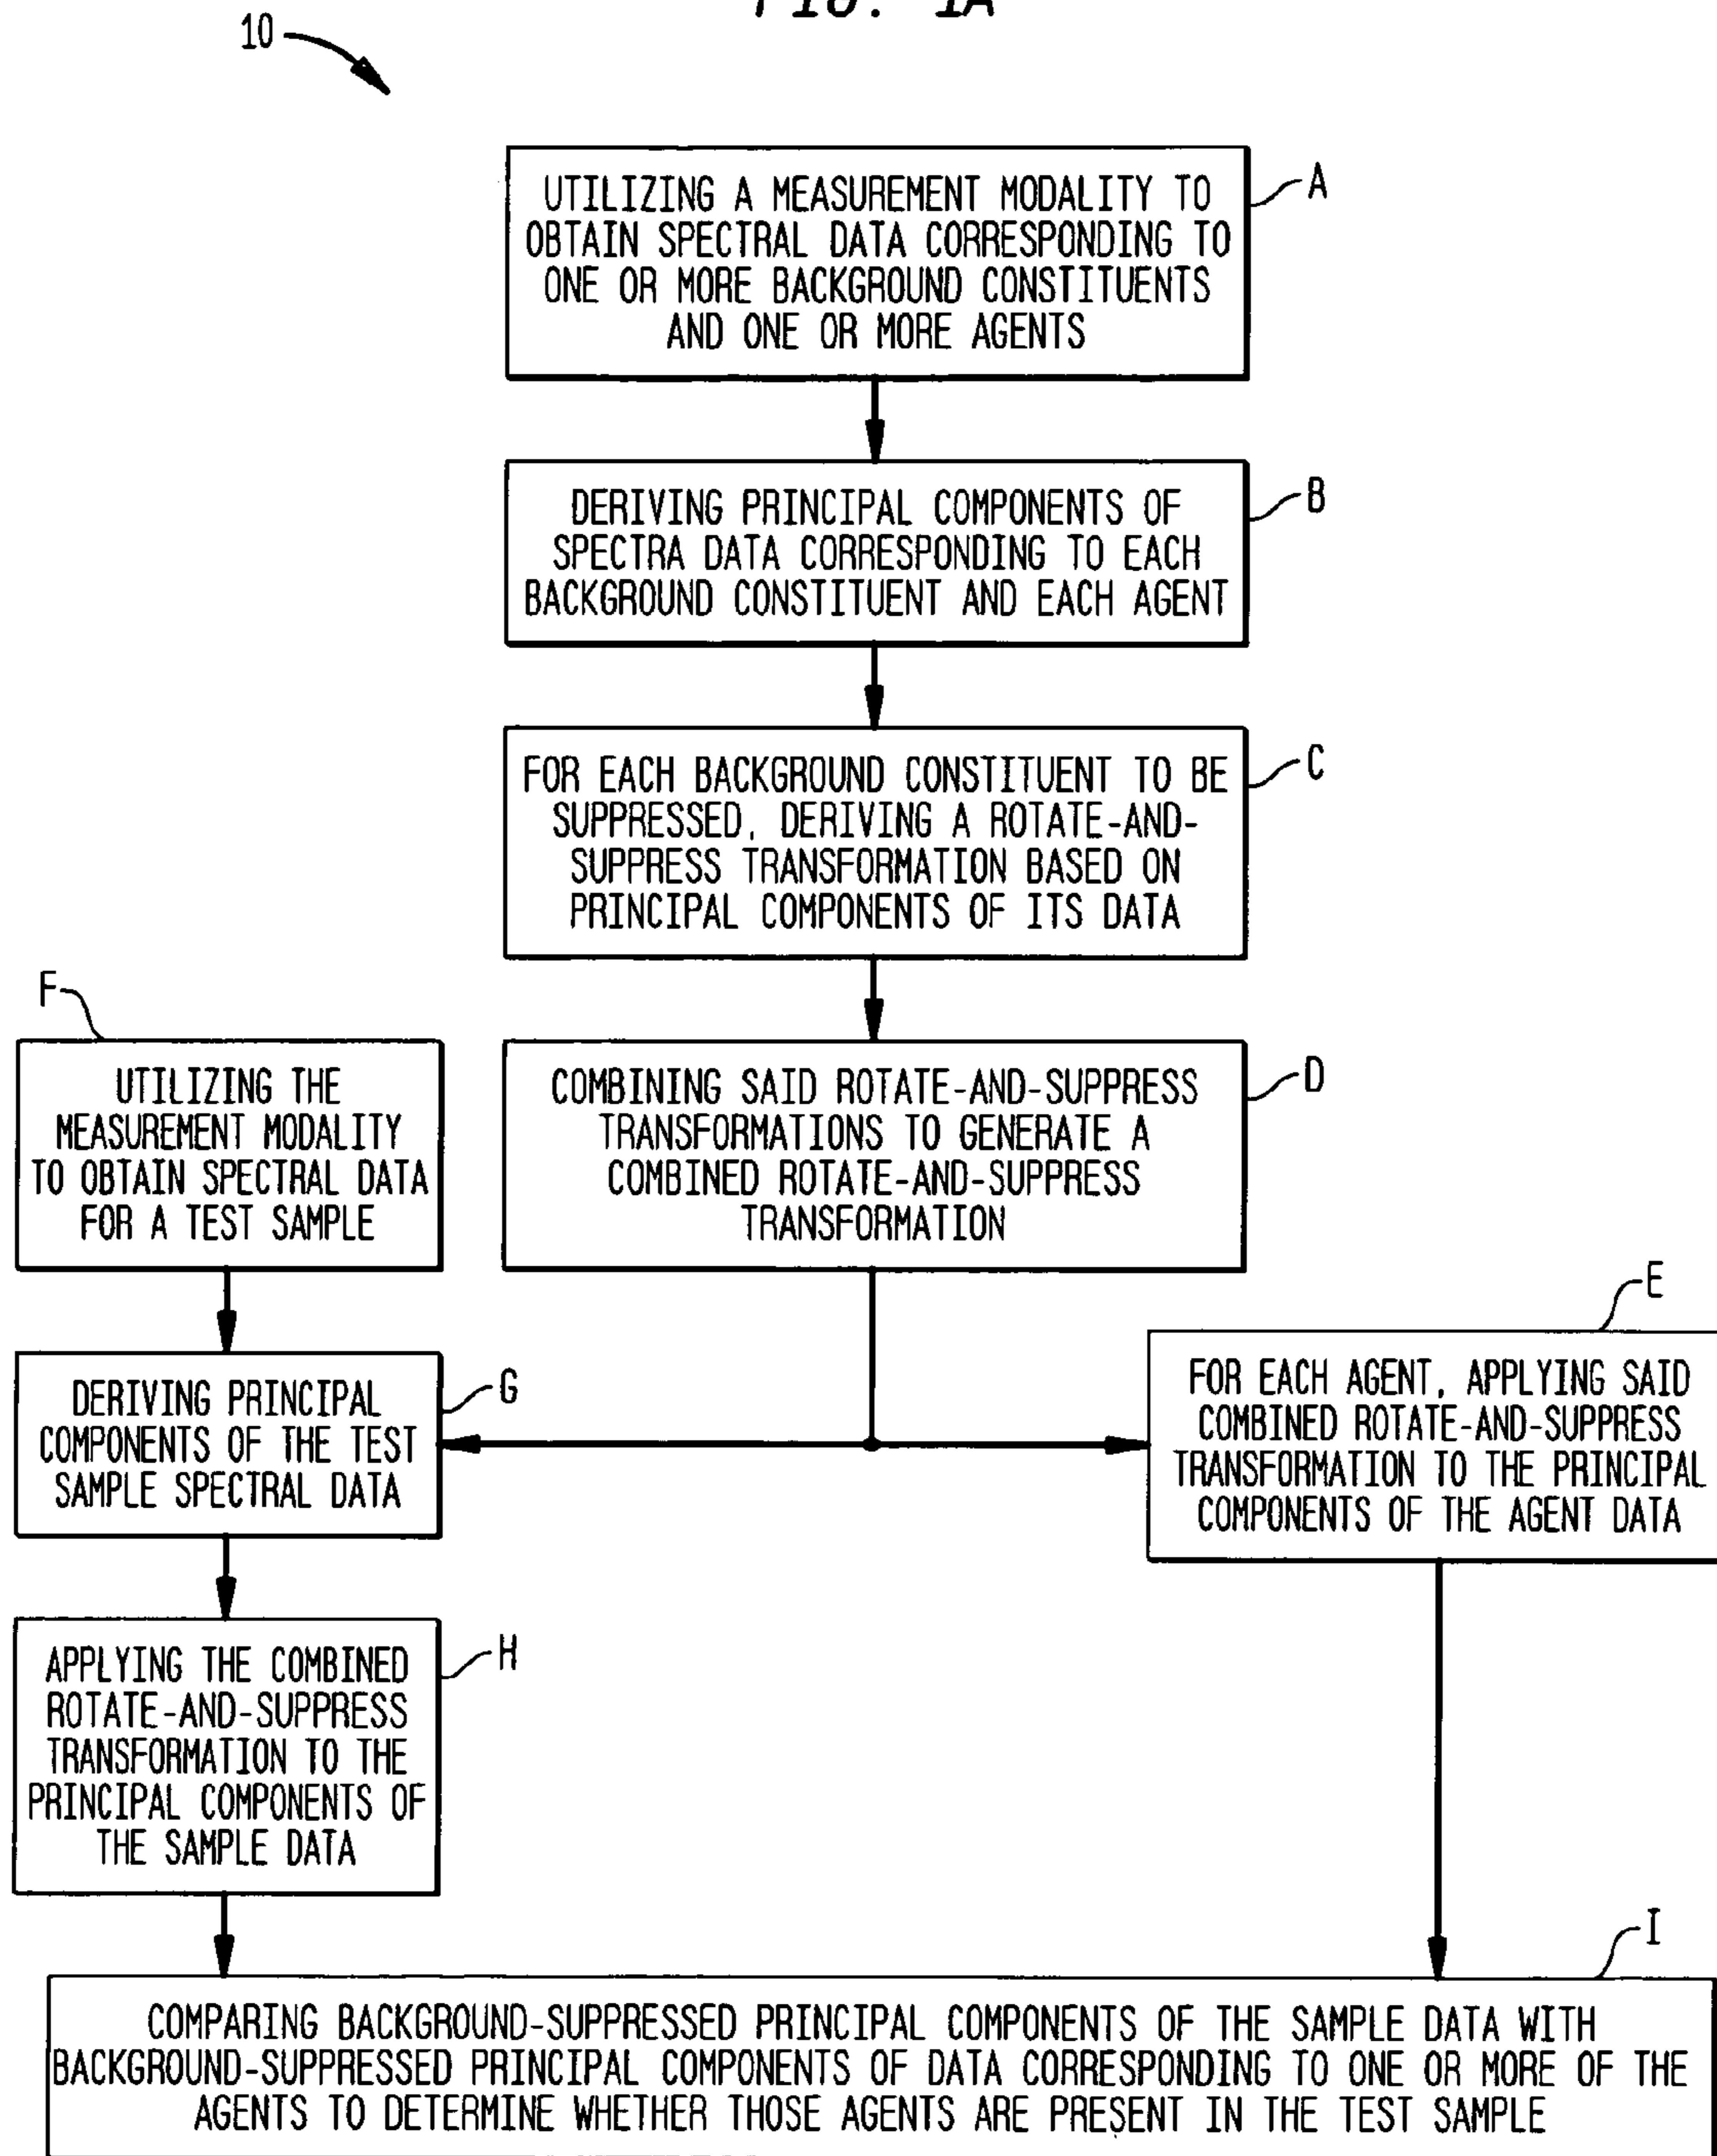 FIG. 1A
10
A
UTILIZING A MEASUREMENT MODALITY TO
OBTAIN SPECTRAL DATA CORRESPONDING TO
ONE OR MORE BACKGROUND CONSTITUENTS
AND ONE OR MORE AGENTS
B
DERIVING PRINCIPAL COMPONENTS OF
SPECTRA DATA CORRESPONDING TO EACH
BACKGROUND CONSTITUENT AND EACH AGENT
C
FOR EACH BACKGROUND CONSTITUENT TO BE
SUPPRESSED, DERIVING A ROTATE-AND-
SUPPRESS TRANSFORMATION BASED ON
PRINCIPAL COMPONENTS OF ITS DATA
F
UTILIZING THE
MEASUREMENT MODALITY
TO OBTAIN SPECTRAL DATA
FOR A TEST SAMPLE
D
COMBINING SAID ROTATE-AND-SUPPRESS
TRANSFORMATIONS TO GENERATE A
COMBINED ROTATE-AND-SUPPRESS
TRANSFORMATION
E
FOR EACH AGENT, APPLYING SAID
COMBINED ROTATE-AND-SUPPRESS
TRANSFORMATION TO THE PRINCIPAL
COMPONENTS OF THE AGENT DATA
G
DERIVING PRINCIPAL
COMPONENTS OF THE TEST
SAMPLE SPECTRAL DATA
H
APPLYING THE COMBINED
ROTATE-AND-SUPPRESS
TRANSFORMATION TO THE
PRINCIPAL COMPONENTS OF
THE SAMPLE DATA
I
COMPARING BACKGROUND-SUPPRESSED PRINCIPAL COMPONENTS OF THE SAMPLE DATA WITH
BACKGROUND-SUPPRESSED PRINCIPAL COMPONENTS OF DATA CORRESPONDING TO ONE OR MORE OF THE
AGENTS TO DETERMINE WHETHER THOSE AGENTS ARE PRESENT IN THE TEST SAMPLE